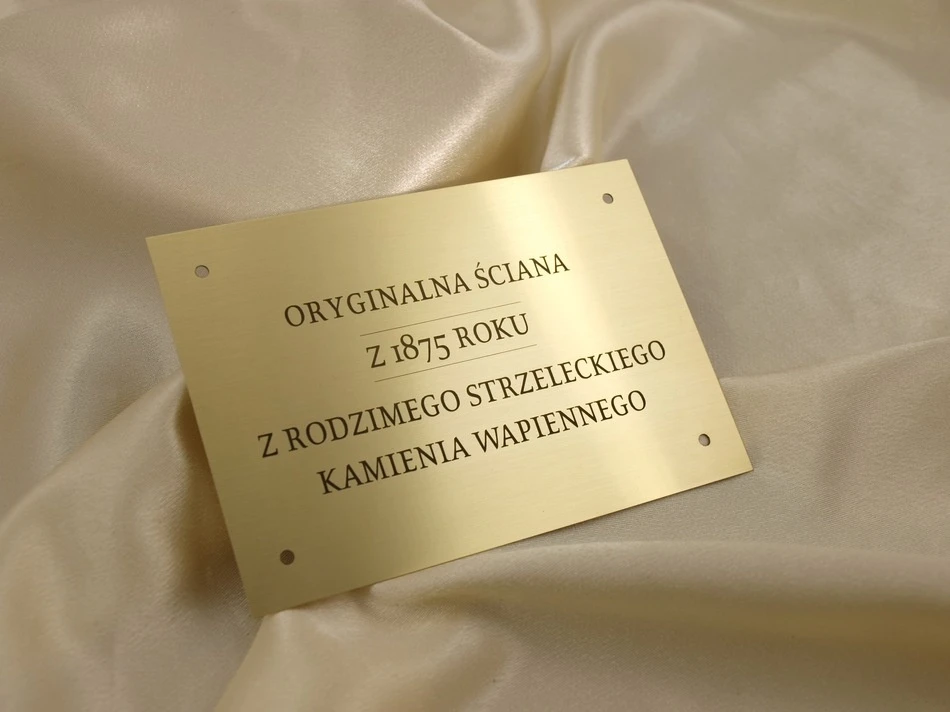 ORYGINALNA ŚCIANA
Z 1875 ROKU
Z RODZIMEGO STRZELECKIEGO
KAMIENIA WAPIENNEGO